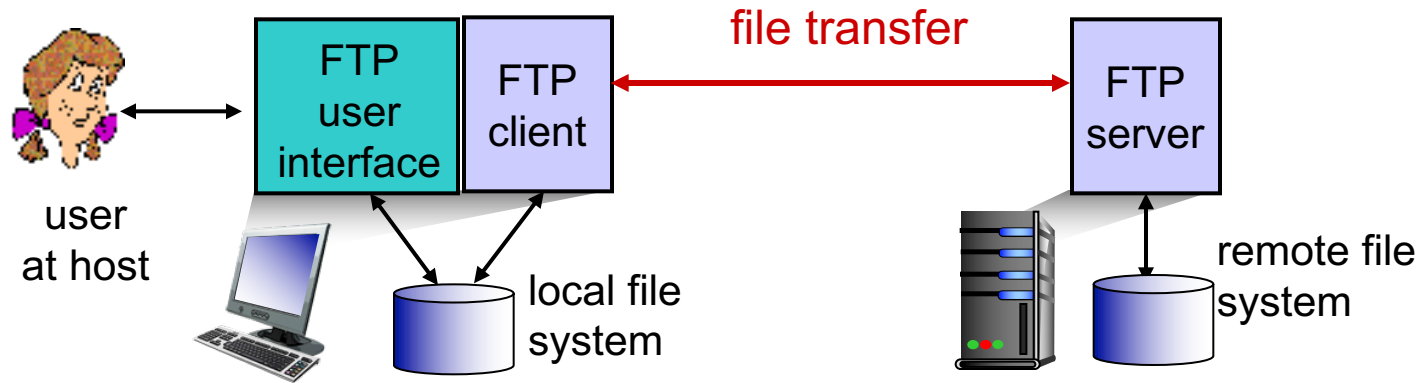 file transfer
FTP
user
interface
FTP
client
FTP
server
user
at host
local file
system
remote file
system